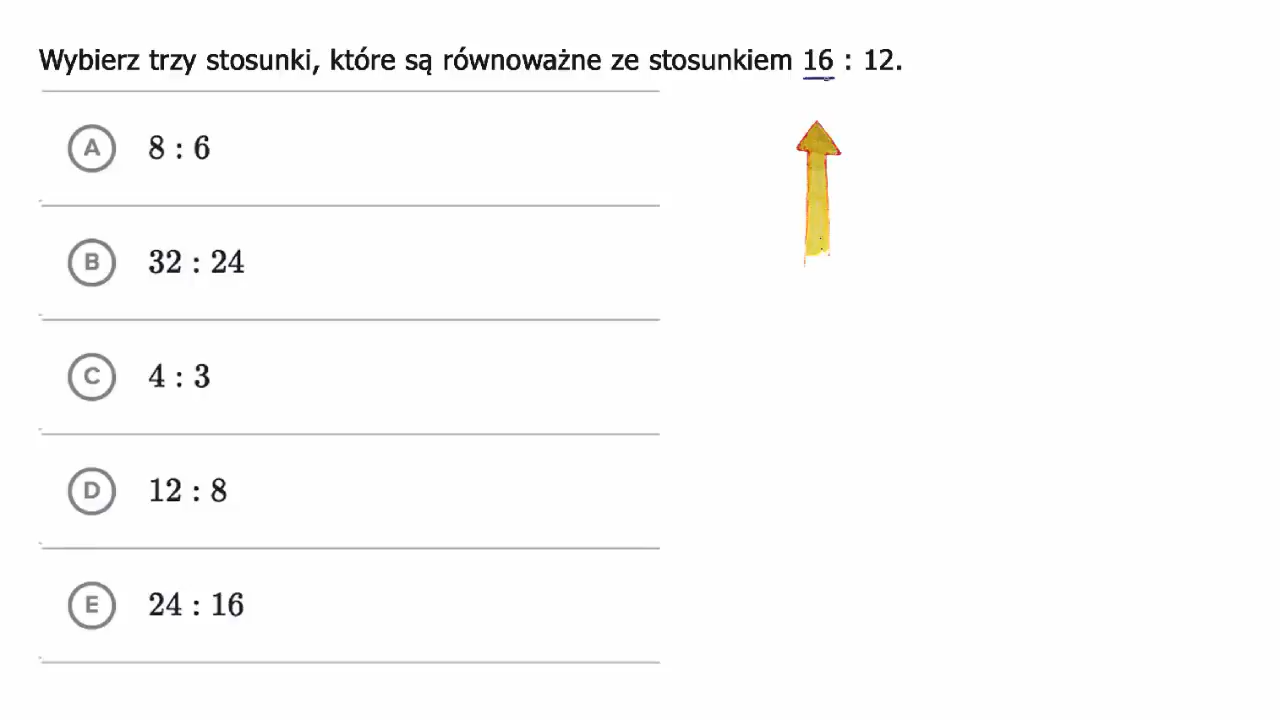 Wybierz trzy stosunki, które są równoważne ze stosunkiem 16 : 12.
A 8 : 6
B 32 : 24
C 4 : 3
D 12 : 8
E 24 : 16